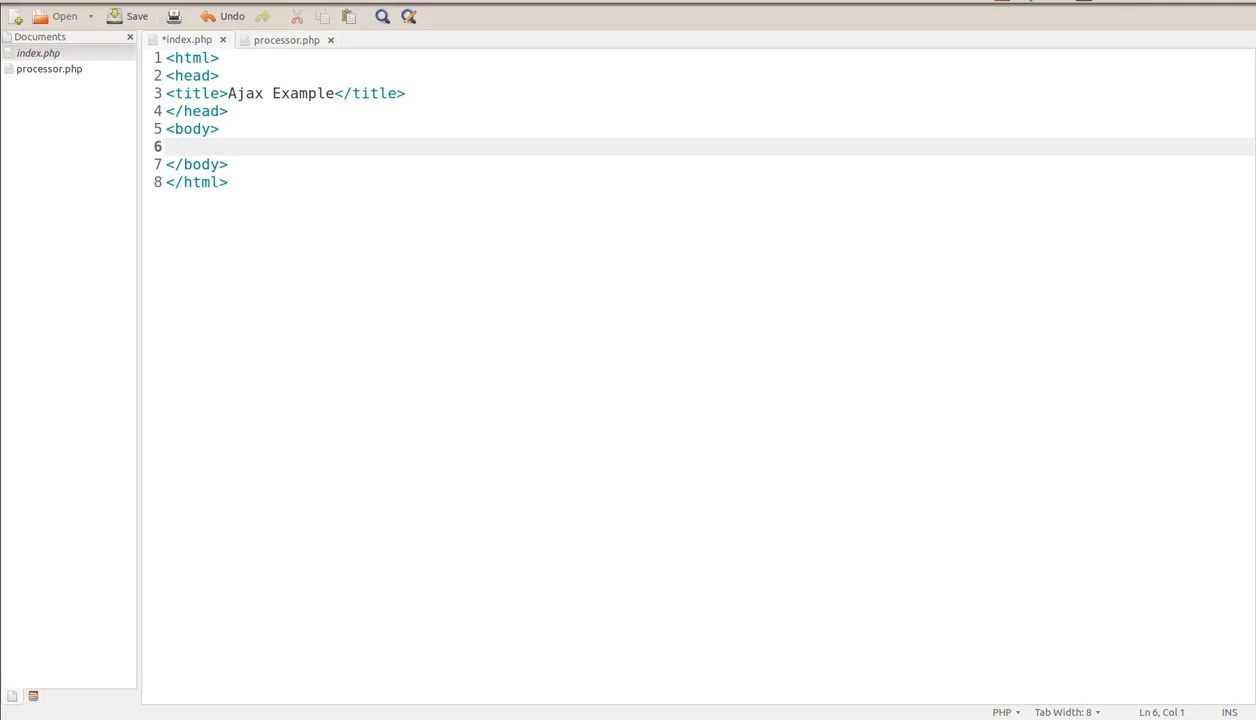 Open Save Undo
Documents
index.php
processor.php
*index.php processor.php
1 <html>
2 <head>
3 <title>Ajax Example</title>
4 </head>
5 <body>
6
7 </body>
8 </html>
PHP Tab Width: 8 Ln 6, Col 1 INS